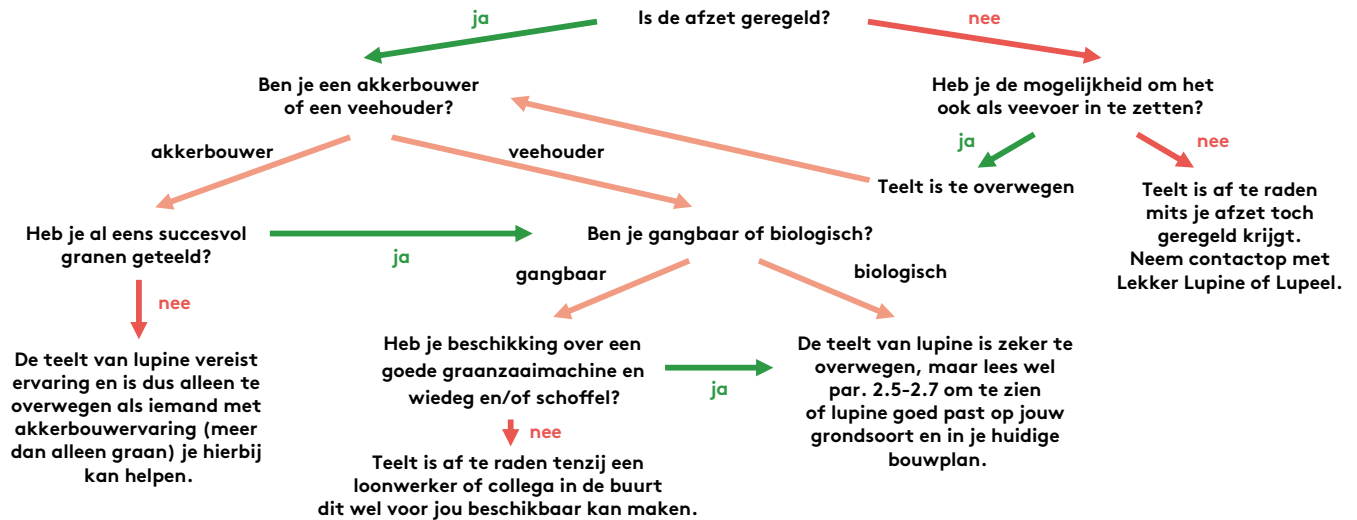 Is de afzet geregeld?
ja
nee
Ben je een akkerbouwer
of een veehouder?
Heb je de mogelijkheid om het
ook als veevoer in te zetten?
akkerbouwer
veehouder
ja
nee
Teelt is te overwegen
Teelt is af te raden
mits je afzet toch
geregeld krijgt.
Neem contactop met
Lekker Lupine of Lupeel.
Heb je al eens succesvol
granen geteeld?
ja
Ben je gangbaar of biologisch?
gangbaar
biologisch
nee
De teelt van lupine vereist
ervaring en is dus alleen te
overwegen als iemand met
akkerbouwervaring (meer
dan alleen graan) je hierbij
kan helpen.
Heb je beschikking over een
goede graanzaaimachine en
wiedeg en/of schoffel?
ja
De teelt van lupine is zeker te
overwegen, maar lees wel
par. 2.5-2.7 om te zien
of lupine goed past op jouw
grondsoort en in je huidige
bouwplan.
nee
Teelt is af te raden tenzij een
loonwerker of collega in de buurt
dit wel voor jou beschikbaar kan maken.